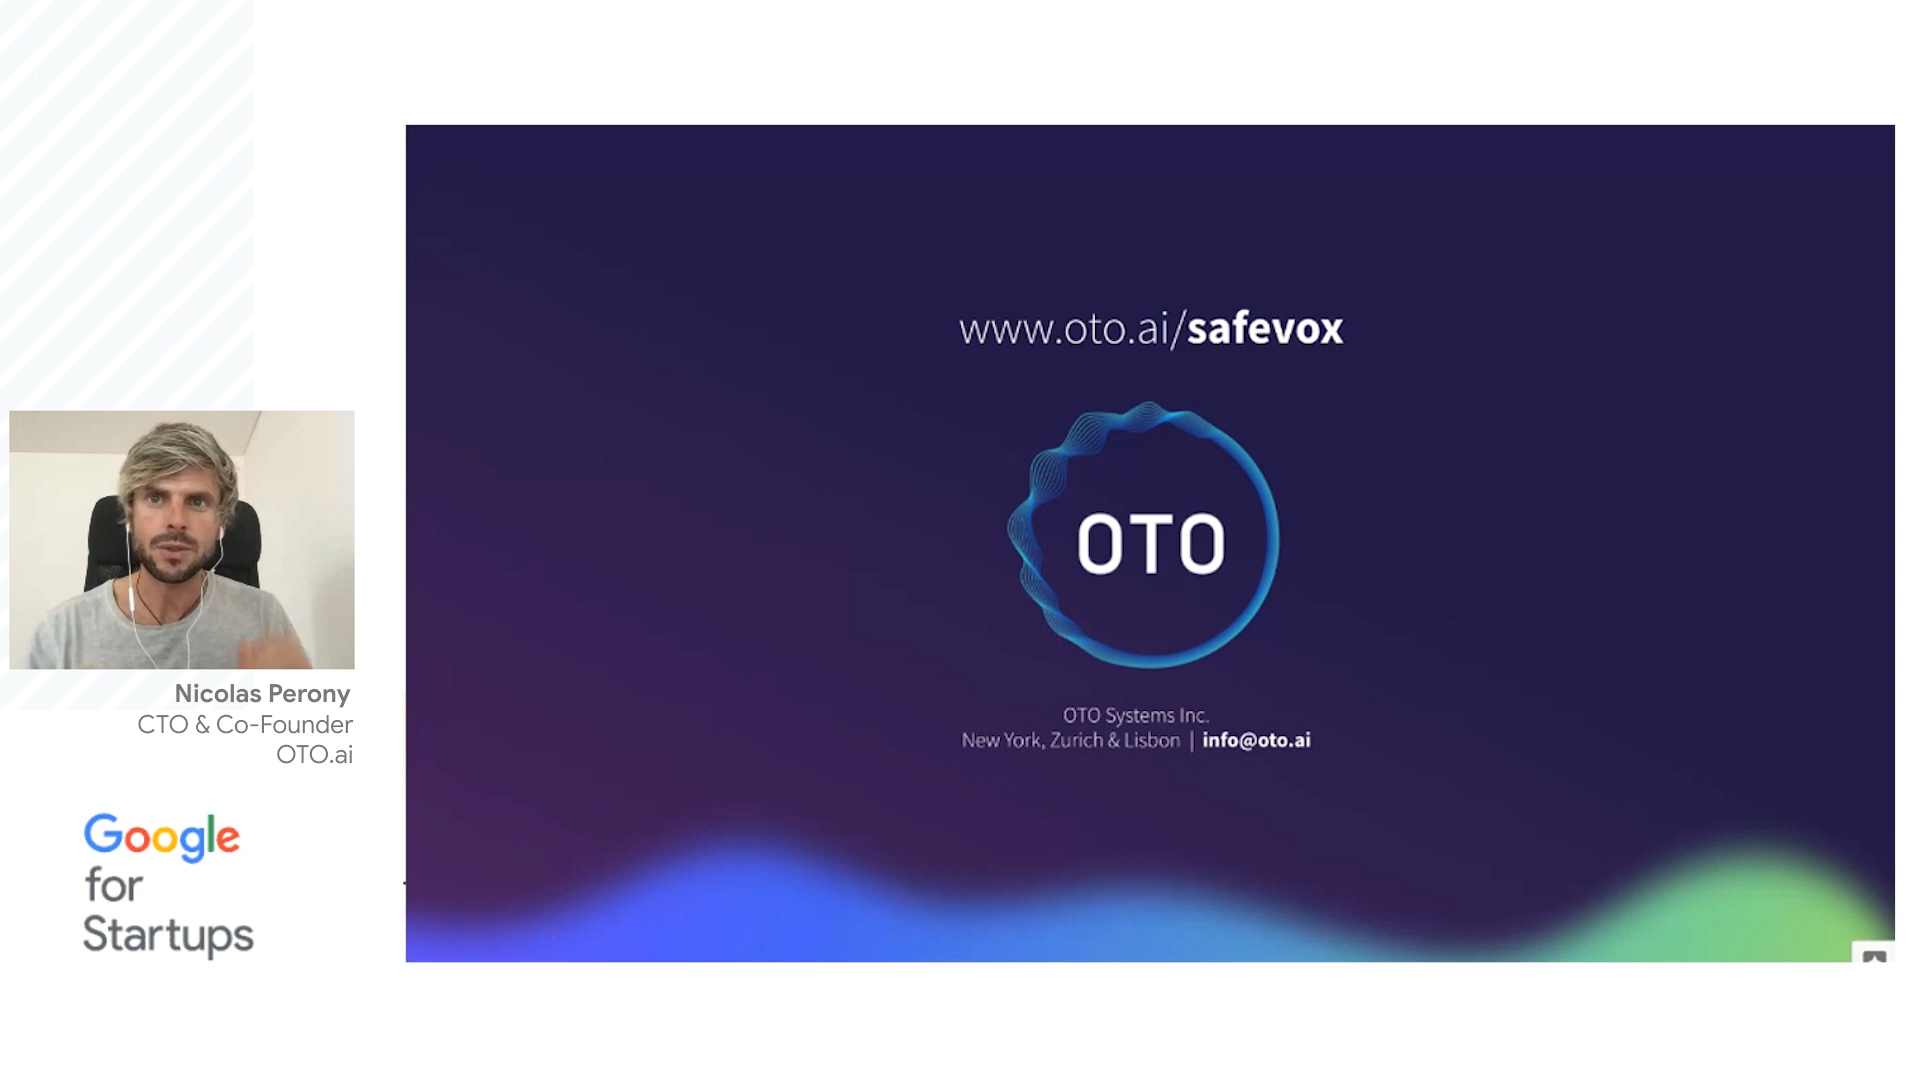 www.oto.ai/safevox
OTO
OTO Systems Inc.
New York, Zurich & Lisbon | info@oto.ai
Nicolas Perony
CTO & Co-Founder
OTO.ai
Google
for
Startups